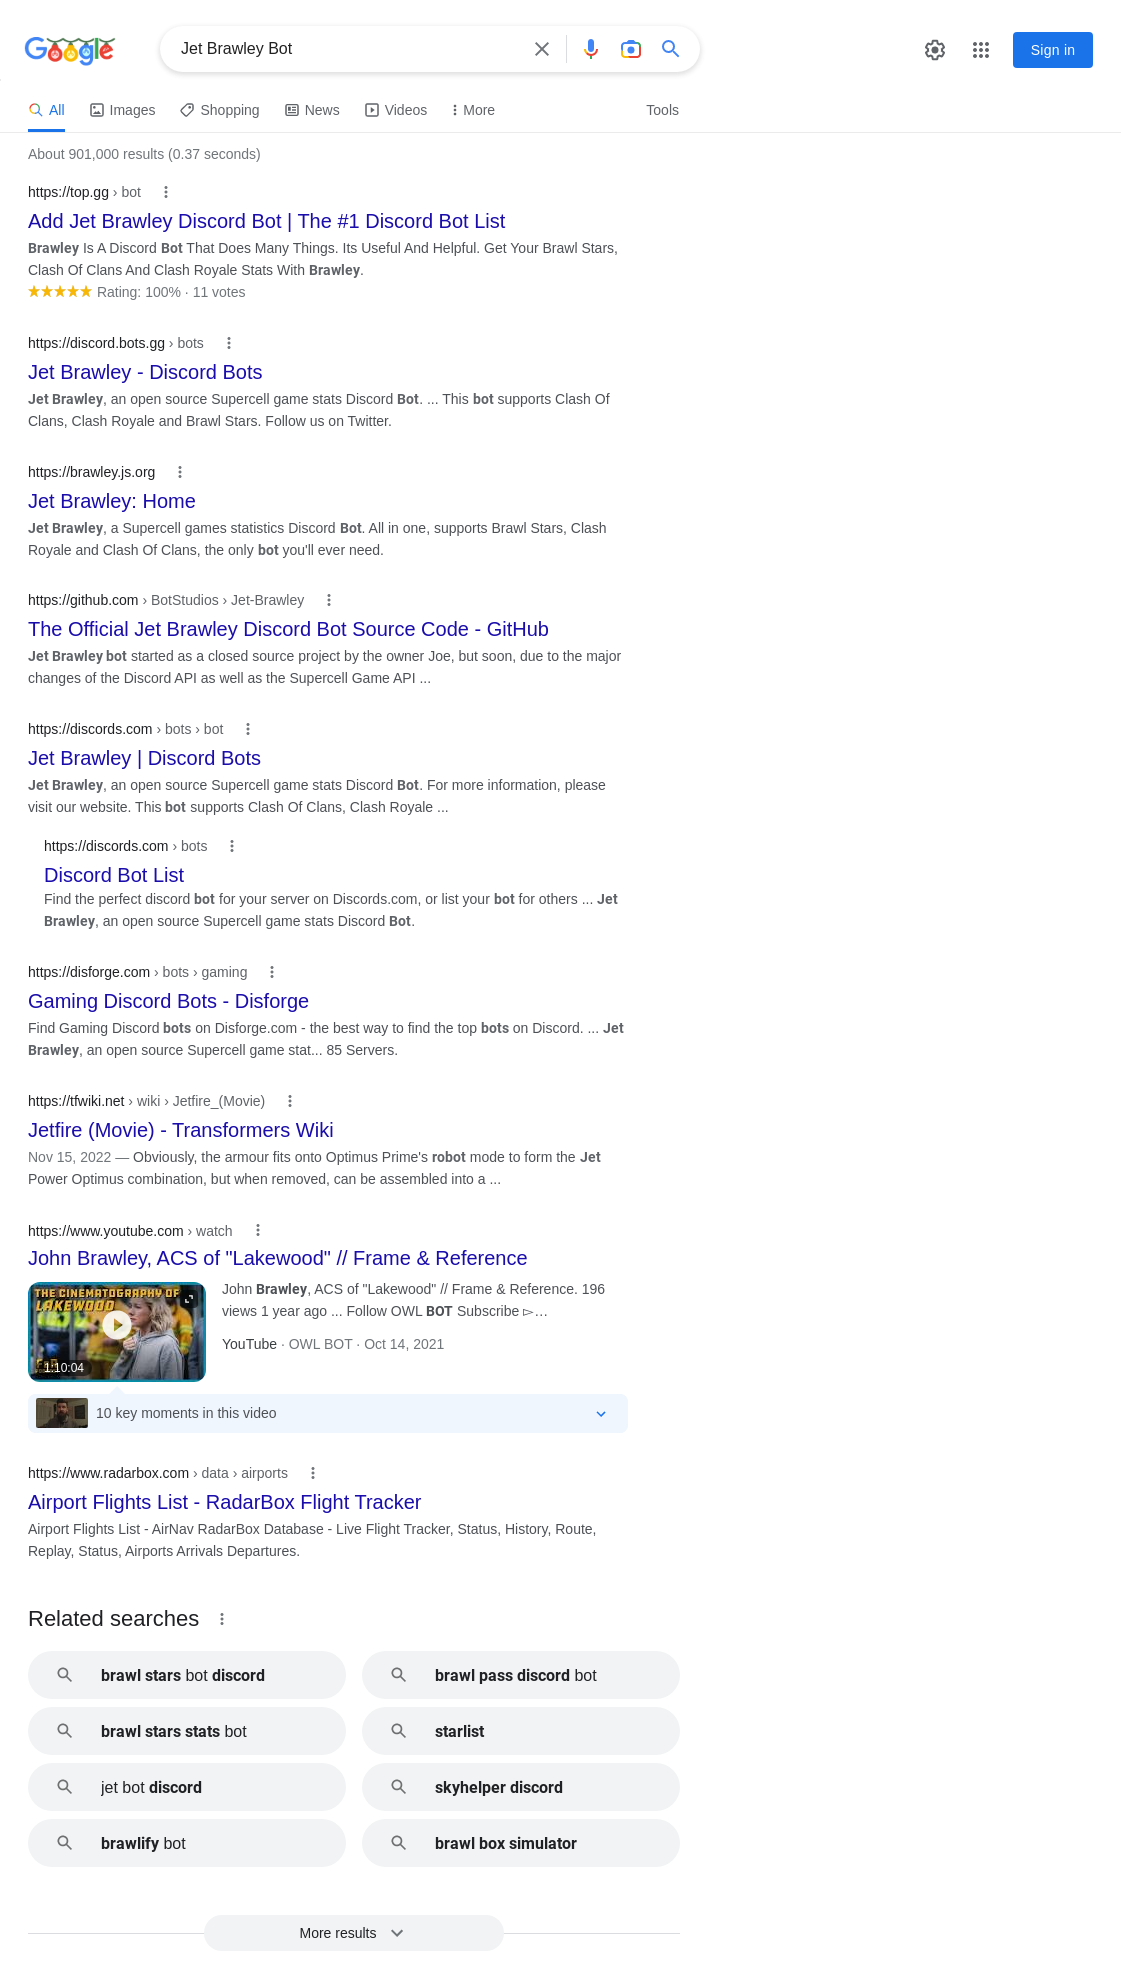 Google
Jet Brawley Bot
Sign in
All Images Shopping News Videos More Tools
About 901,000 results (0.37 seconds)
https://top.gg › bot
Add Jet Brawley Discord Bot | The #1 Discord Bot List
Brawley Is A Discord Bot That Does Many Things. Its Useful And Helpful. Get Your Brawl Stars,
Clash Of Clans And Clash Royale Stats With Brawley.
Rating: 100% · 11 votes
https://discord.bots.gg › bots
Jet Brawley - Discord Bots
Jet Brawley, an open source Supercell game stats Discord Bot. ... This bot supports Clash Of
Clans, Clash Royale and Brawl Stars. Follow us on Twitter.
https://brawley.js.org
Jet Brawley: Home
Jet Brawley, a Supercell games statistics Discord Bot. All in one, supports Brawl Stars, Clash
Royale and Clash Of Clans, the only bot you'll ever need.
https://github.com › BotStudios › Jet-Brawley
The Official Jet Brawley Discord Bot Source Code - GitHub
Jet Brawley bot started as a closed source project by the owner Joe, but soon, due to the major
changes of the Discord API as well as the Supercell Game API ...
https://discords.com › bots › bot
Jet Brawley | Discord Bots
Jet Brawley, an open source Supercell game stats Discord Bot. For more information, please
visit our website. This bot supports Clash Of Clans, Clash Royale ...
https://discords.com › bots
Discord Bot List
Find the perfect discord bot for your server on Discords.com, or list your bot for others ... Jet
Brawley, an open source Supercell game stats Discord Bot.
https://disforge.com › bots › gaming
Gaming Discord Bots - Disforge
Find Gaming Discord bots on Disforge.com - the best way to find the top bots on Discord. ... Jet
Brawley, an open source Supercell game stat... 85 Servers.
https://tfwiki.net › wiki › Jetfire_(Movie)
Jetfire (Movie) - Transformers Wiki
Nov 15, 2022 — Obviously, the armour fits onto Optimus Prime's robot mode to form the Jet
Power Optimus combination, but when removed, can be assembled into a ...
https://www.youtube.com › watch
John Brawley, ACS of "Lakewood" // Frame & Reference
THE CINEMATOGRAPHY OF
LAKEWOOD
1:10:04
John Brawley, ACS of "Lakewood" // Frame & Reference. 196
views 1 year ago ... Follow OWL BOT Subscribe ▻…
YouTube · OWL BOT · Oct 14, 2021
10 key moments in this video
https://www.radarbox.com › data › airports
Airport Flights List - RadarBox Flight Tracker
Airport Flights List - AirNav RadarBox Database - Live Flight Tracker, Status, History, Route,
Replay, Status, Airports Arrivals Departures.
Related searches
brawl stars bot discord
brawl pass discord bot
brawl stars stats bot
starlist
jet bot discord
skyhelper discord
brawlify bot
brawl box simulator
More results